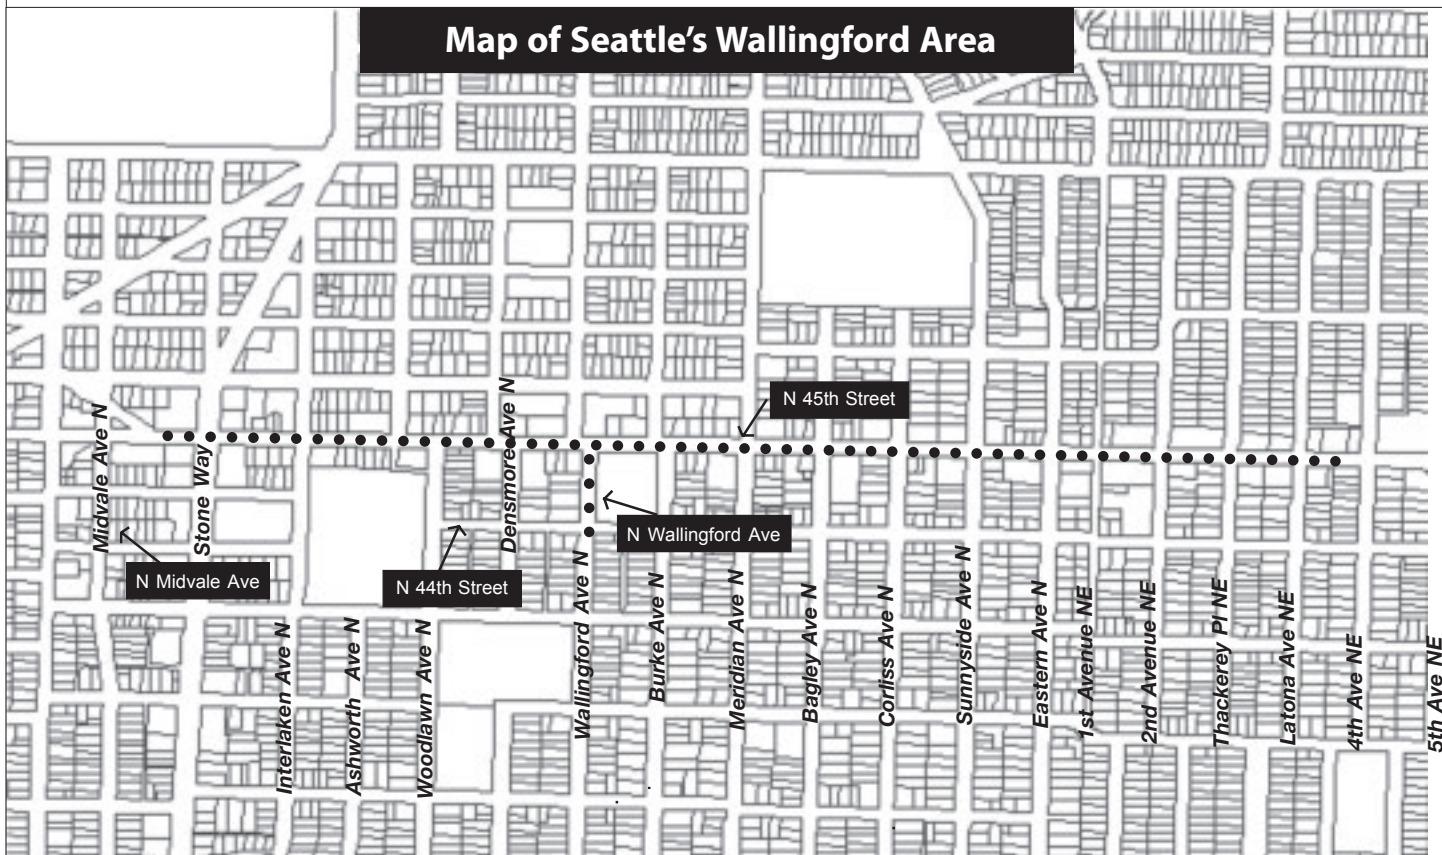 Map of Seattle's Wallingford Area
N 45th Street
Midvale Ave N
Stone Way
Densmore Ave N
N Wallingford Ave
N Midvale Ave
N 44th Street
Interlaken Ave N
Ashworth Ave N
Woodlawn Ave N
Wallingford Ave N
Burke Ave N
Meridian Ave N
Bagley Ave N
Corliss Ave N
Sunnyside Ave N
Eastern Ave N
1st Avenue NE
2nd Avenue NE
Thackerey Pl NE
Latona Ave NE
4th Ave NE
5th Ave NE